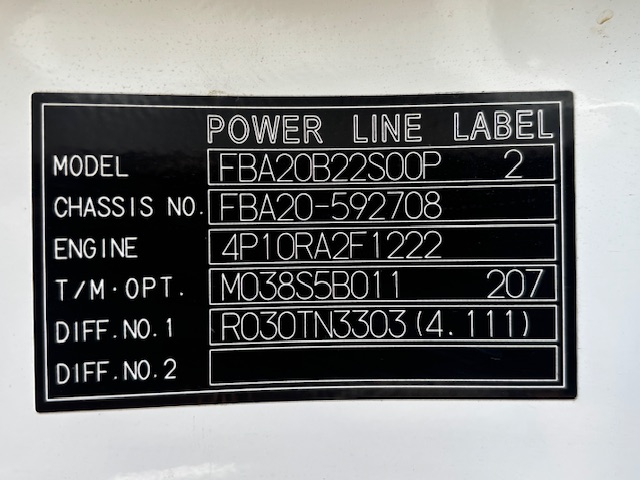 POWER LINE LABEL
MODEL FBA20B22S00P 2
CHASSIS NO. FBA20-592708
ENGINE 4P10RA2F1222
T/M·OPT. M038S5B011 207
DIFF.NO.1 R030TN3303(4.111)
DIFF.NO.2